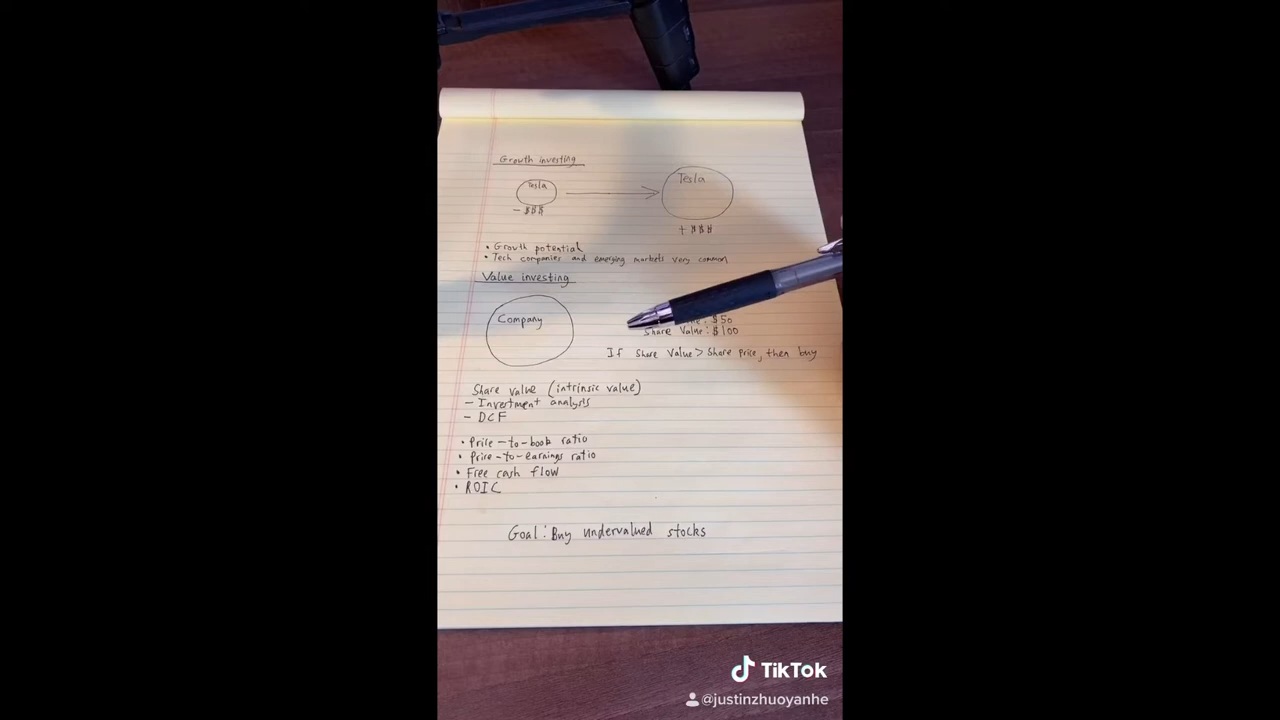 Growth investing
Tesla
Tesla
- $$$
+ $$$
• Growth potential
• Tech companies and emerging markets very common
Value investing
Company
: $50
Share Value: $100
If Share Value > Share Price, then buy
Share value (intrinsic value)
- Investment analysts
- DCF
• Price-to-book ratio
• Price-to-earnings ratio
• Free cash flow
• ROIC
Goal: Buy undervalued stocks
TikTok
@justinzhuoyanhe